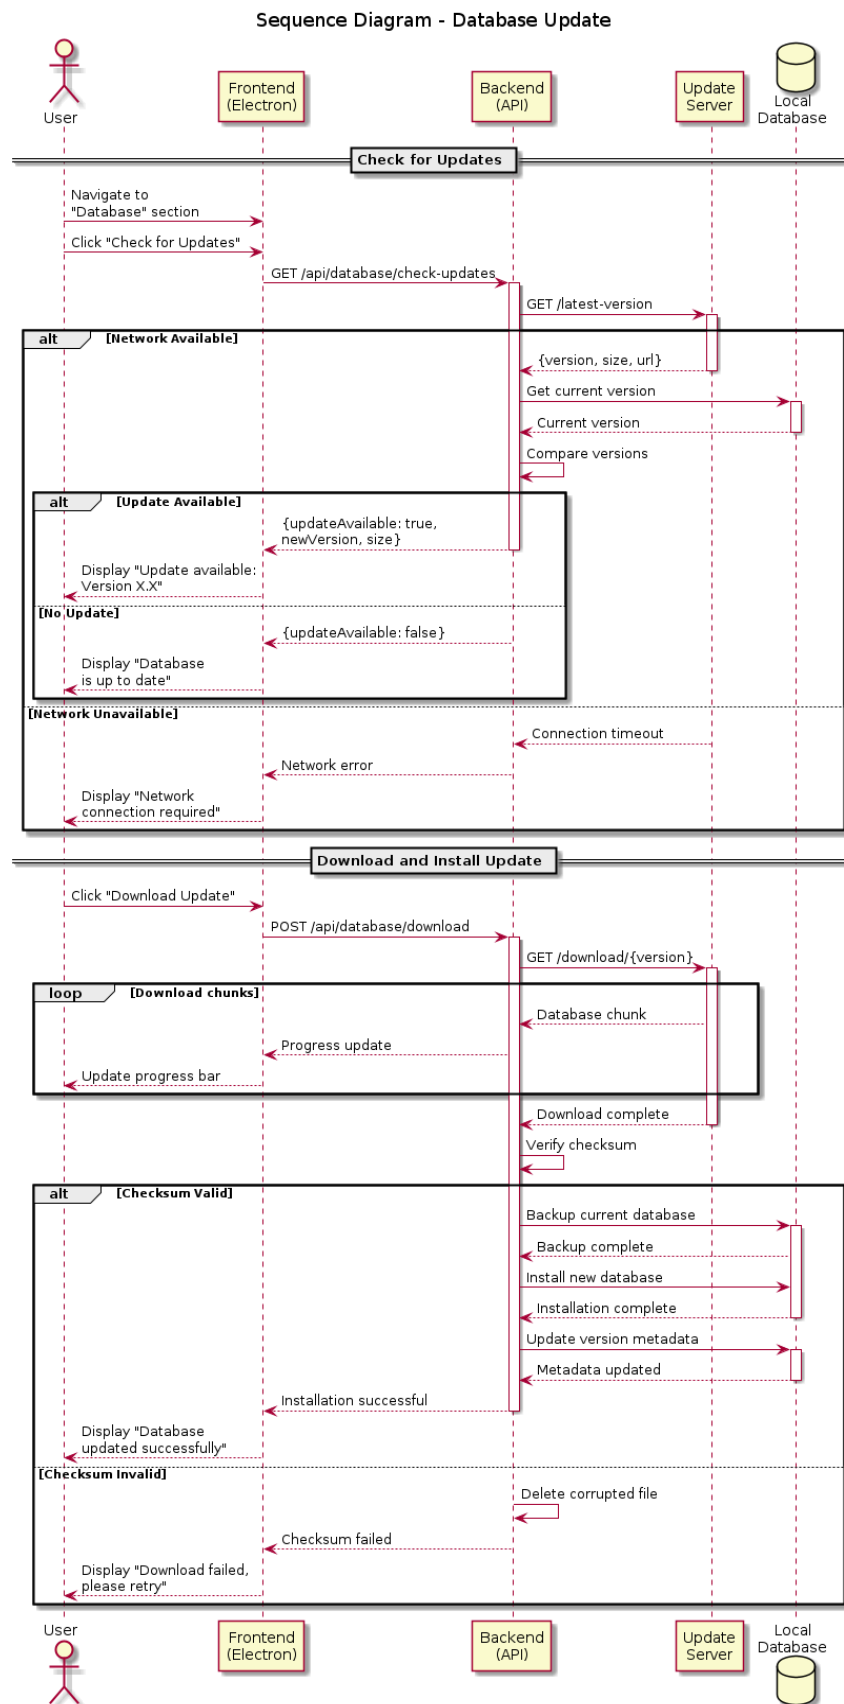 Sequence Diagram - Database Update
User
Frontend
(Electron)
Backend
(API)
Update
Server
Local
Database
Check for Updates
Navigate to
"Database" section
Click "Check for Updates"
GET /api/database/check-updates
GET /latest-version
alt
[Network Available]
{version, size, url}
Get current version
Current version
Compare versions
alt
[Update Available]
{updateAvailable: true,
newVersion, size}
Display "Update available:
Version X.X"
[No Update]
{updateAvailable: false}
Display "Database
is up to date"
[Network Unavailable]
Connection timeout
Network error
Display "Network
connection required"
Download and Install Update
Click "Download Update"
POST /api/database/download
GET /download/{version}
loop
[Download chunks]
Database chunk
Progress update
Update progress bar
Download complete
Verify checksum
alt
[Checksum Valid]
Backup current database
Backup complete
Install new database
Installation complete
Update version metadata
Metadata updated
Installation successful
Display "Database
updated successfully"
[Checksum Invalid]
Delete corrupted file
Checksum failed
Display "Download failed,
please retry"
User
Frontend
(Electron)
Backend
(API)
Update
Server
Local
Database